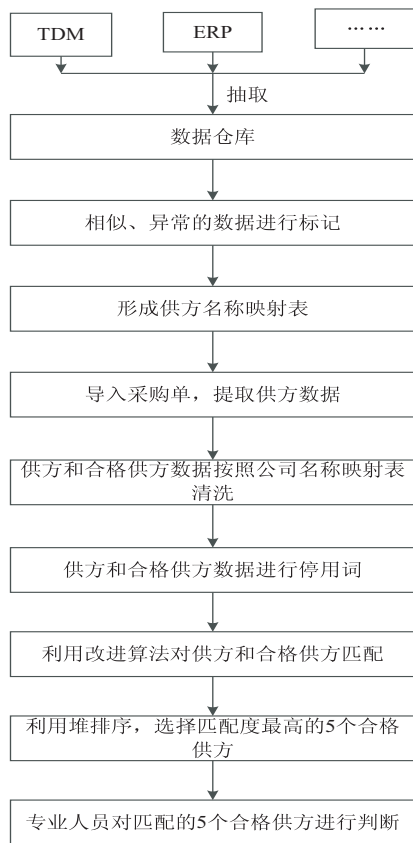 TDM
ERP
……
抽取
数据仓库
相似、异常的数据进行标记
形成供方名称映射表
导入采购单，提取供方数据
供方和合格供方数据按照公司名称映射表
清洗
供方和合格供方数据进行停用词
利用改进算法对供方和合格供方匹配
利用堆排序，选择匹配度最高的5个合格
供方
专业人员对匹配的5个合格供方进行判断